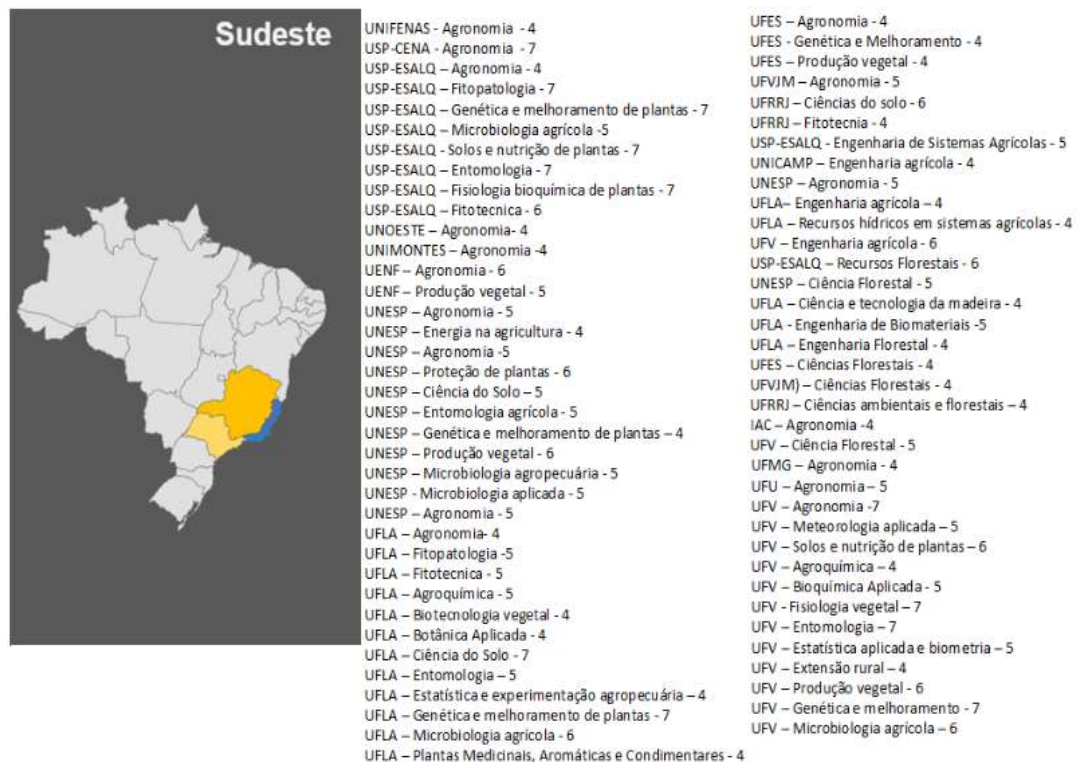 Sudeste
UNIFENAS - Agronomia - 4
USP-CENA - Agronomia - 7
USP-ESALQ – Agronomia - 4
USP-ESALQ – Fitopatologia - 7
USP-ESALQ – Genética e melhoramento de plantas - 7
USP-ESALQ – Microbiologia agrícola -5
USP-ESALQ - Solos e nutrição de plantas - 7
USP-ESALQ – Entomologia - 7
USP-ESALQ – Fisiologia bioquímica de plantas - 7
USP-ESALQ – Fitotecnica - 6
UNOESTE – Agronomia- 4
UNIMONTES – Agronomia -4
UENF – Agronomia - 6
UENF – Produção vegetal - 5
UNESP – Agronomia - 5
UNESP – Energia na agricultura - 4
UNESP – Agronomia -5
UNESP – Proteção de plantas - 6
UNESP – Ciência do Solo – 5
UNESP – Entomologia agrícola - 5
UNESP – Genética e melhoramento de plantas – 4
UNESP – Produção vegetal - 6
UNESP – Microbiologia agropecuária - 5
UNESP - Microbiologia aplicada - 5
UNESP – Agronomia - 5
UFLA – Agronomia- 4
UFLA – Fitopatologia -5
UFLA – Fitotecnica - 5
UFLA – Agroquímica - 5
UFLA – Biotecnologia vegetal - 4
UFLA – Botânica Aplicada - 4
UFLA – Ciência do Solo - 7
UFLA – Entomologia – 5
UFLA – Estatística e experimentação agropecuária – 4
UFLA – Genética e melhoramento de plantas - 7
UFLA – Microbiologia agrícola - 6
UFLA – Plantas Medicinais, Aromáticas e Condimentares - 4
UFES – Agronomia - 4
UFES - Genética e Melhoramento - 4
UFES – Produção vegetal - 4
UFVJM – Agronomia - 5
UFRRJ – Ciências do solo - 6
UFRRJ – Fitotecnia - 4
USP-ESALQ - Engenharia de Sistemas Agrícolas - 5
UNICAMP – Engenharia agrícola - 4
UNESP – Agronomia - 5
UFLA– Engenharia agrícola – 4
UFLA – Recursos hídricos em sistemas agrícolas - 4
UFV – Engenharia agrícola - 6
USP-ESALQ – Recursos Florestais - 6
UNESP – Ciência Florestal - 5
UFLA – Ciência e tecnologia da madeira - 4
UFLA - Engenharia de Biomateriais -5
UFLA – Engenharia Florestal - 4
UFES – Ciências Florestais - 4
UFVJM) – Ciências Florestais - 4
UFRRJ – Ciências ambientais e florestais – 4
IAC – Agronomia -4
UFV – Ciência Florestal - 5
UFMG – Agronomia - 4
UFU – Agronomia – 5
UFV – Agronomia -7
UFV – Meteorologia aplicada – 5
UFV – Solos e nutrição de plantas – 6
UFV – Agroquímica – 4
UFV – Bioquímica Aplicada - 5
UFV - Fisiologia vegetal – 7
UFV – Entomologia – 7
UFV – Estatística aplicada e biometria – 5
UFV – Extensão rural – 4
UFV – Produção vegetal - 6
UFV – Genética e melhoramento - 7
UFV – Microbiologia agrícola – 6